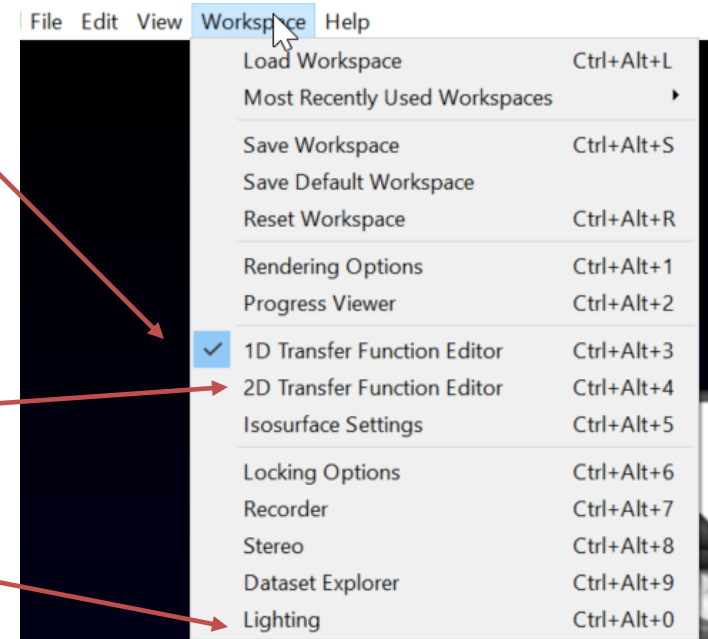 File Edit View Workspace Help
Load Workspace Ctrl+Alt+L
Most Recently Used Workspaces
Save Workspace Ctrl+Alt+S
Save Default Workspace
Reset Workspace Ctrl+Alt+R
Rendering Options Ctrl+Alt+1
Progress Viewer Ctrl+Alt+2
1D Transfer Function Editor Ctrl+Alt+3
2D Transfer Function Editor Ctrl+Alt+4
Isosurface Settings Ctrl+Alt+5
Locking Options Ctrl+Alt+6
Recorder Ctrl+Alt+7
Stereo Ctrl+Alt+8
Dataset Explorer Ctrl+Alt+9
Lighting Ctrl+Alt+0